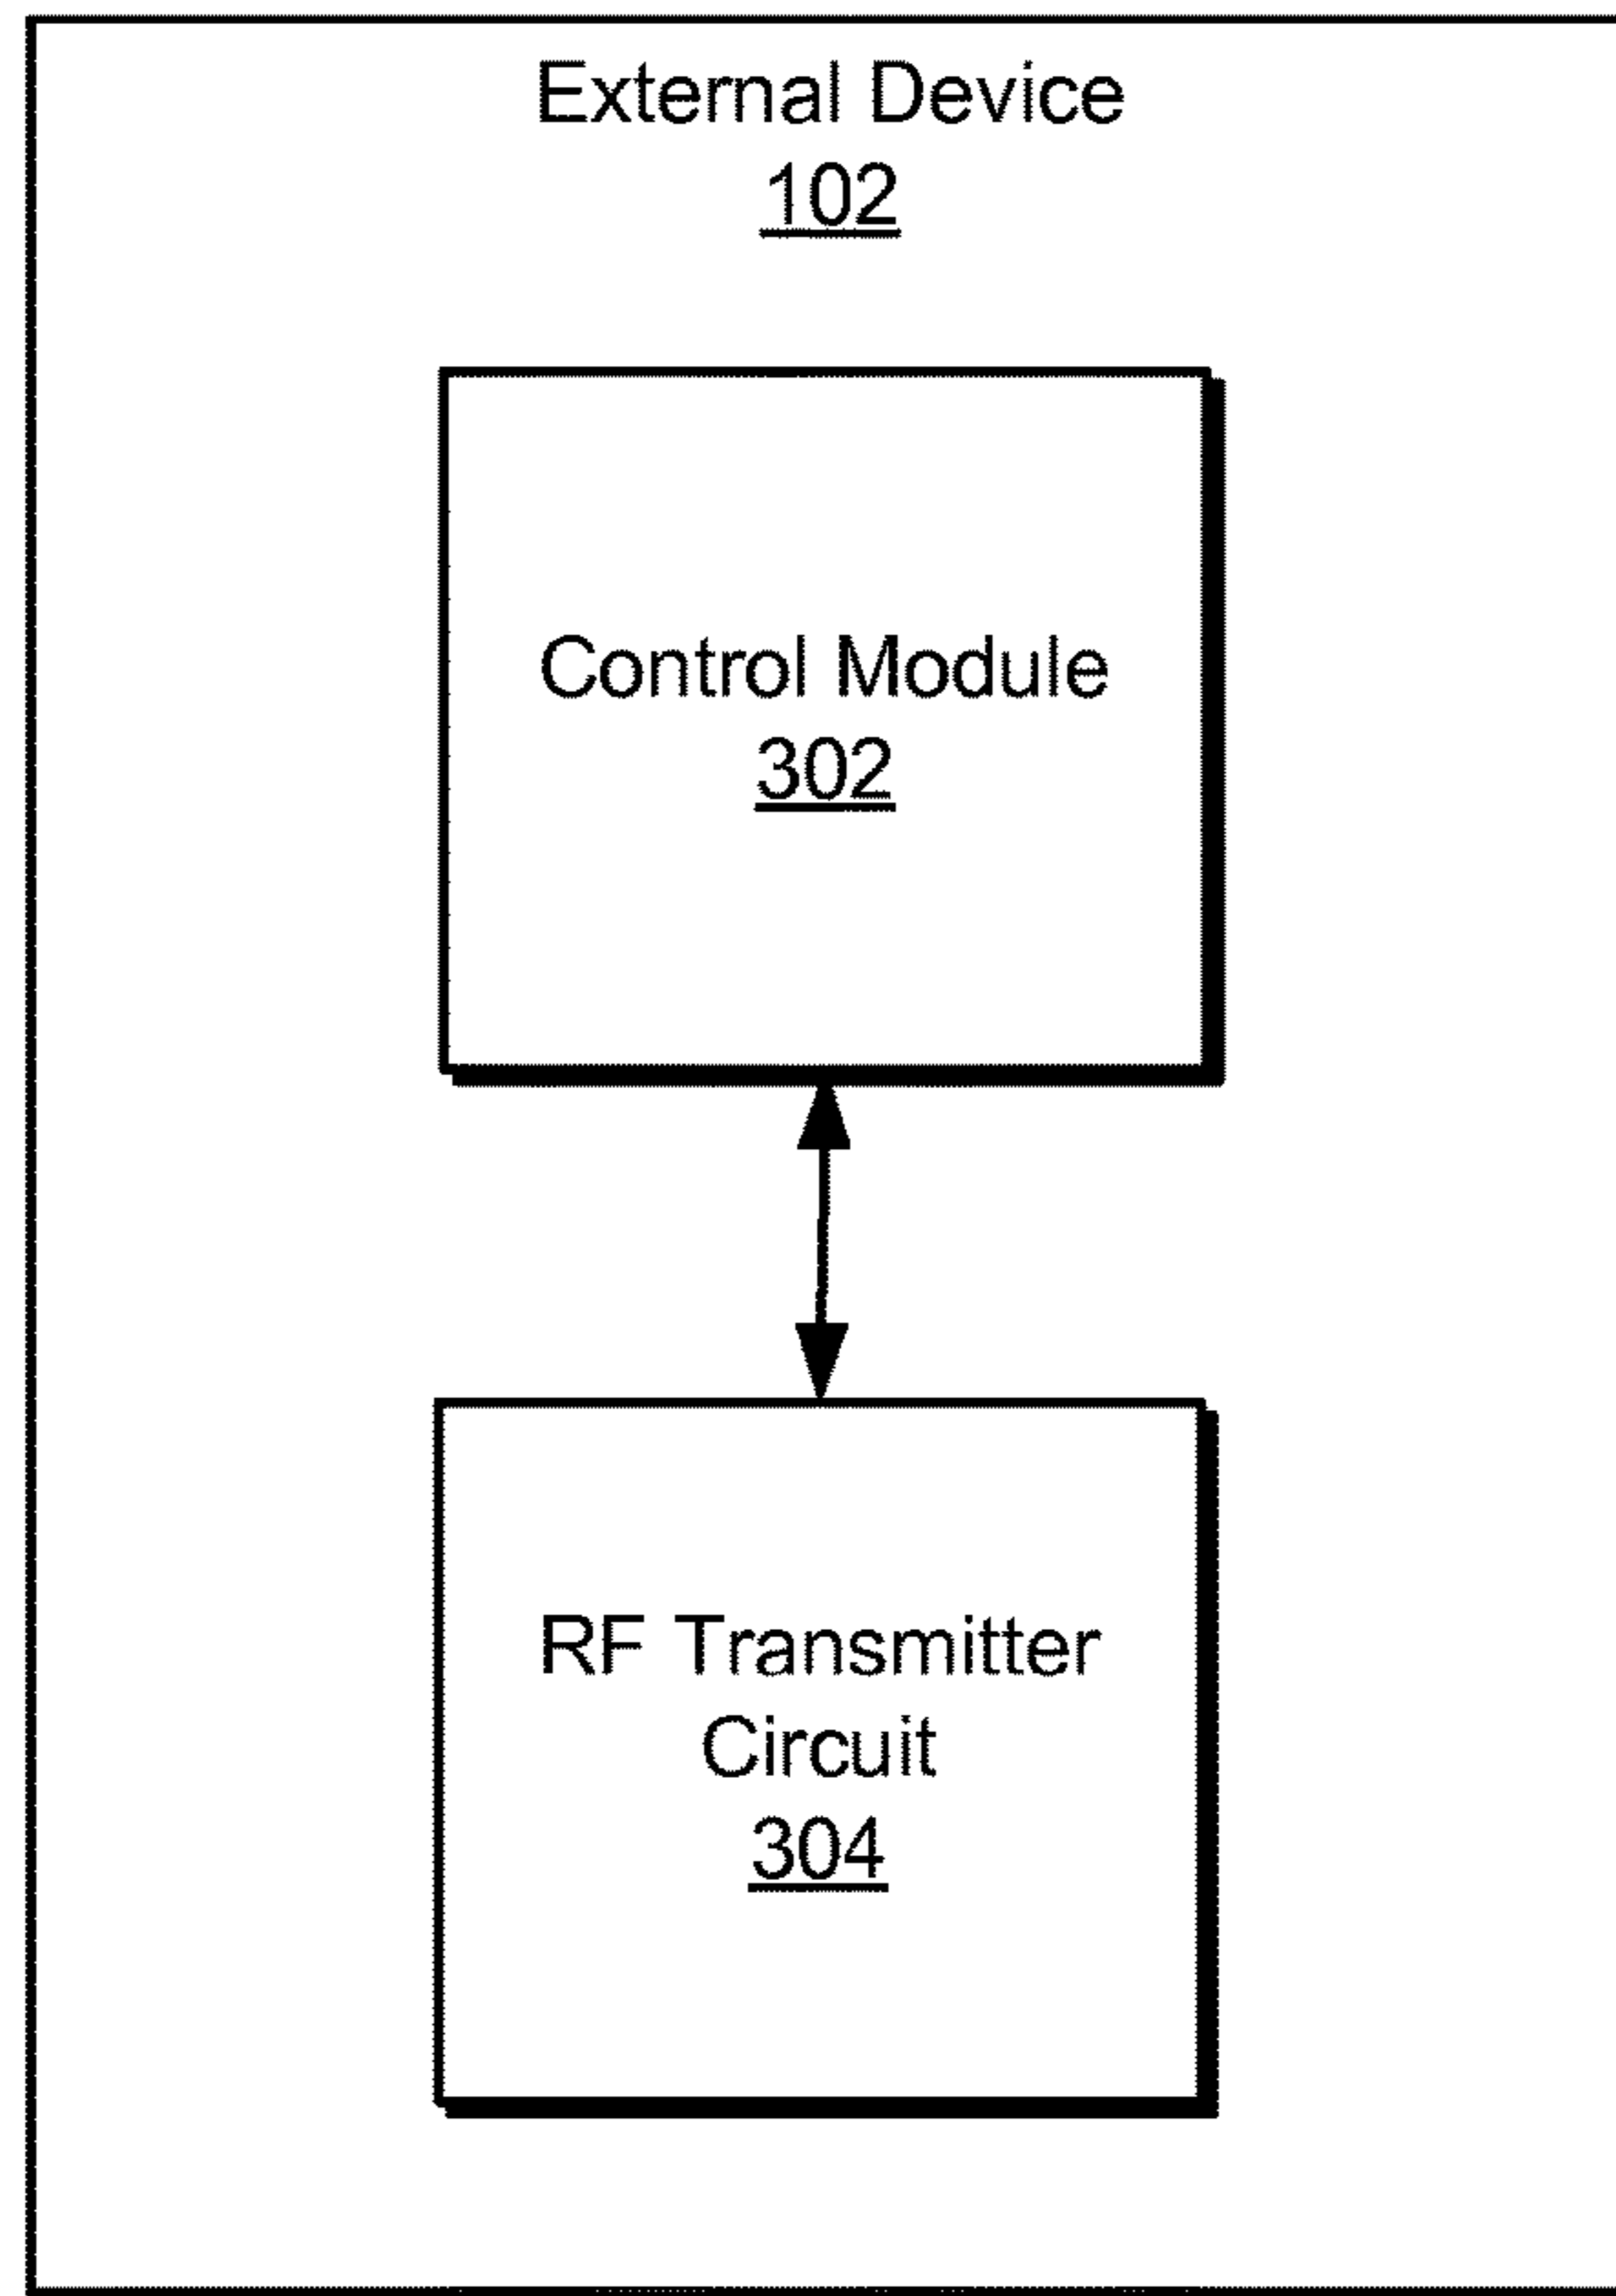 External Device
102
Control Module
302
RF Transmitter
Circuit
304